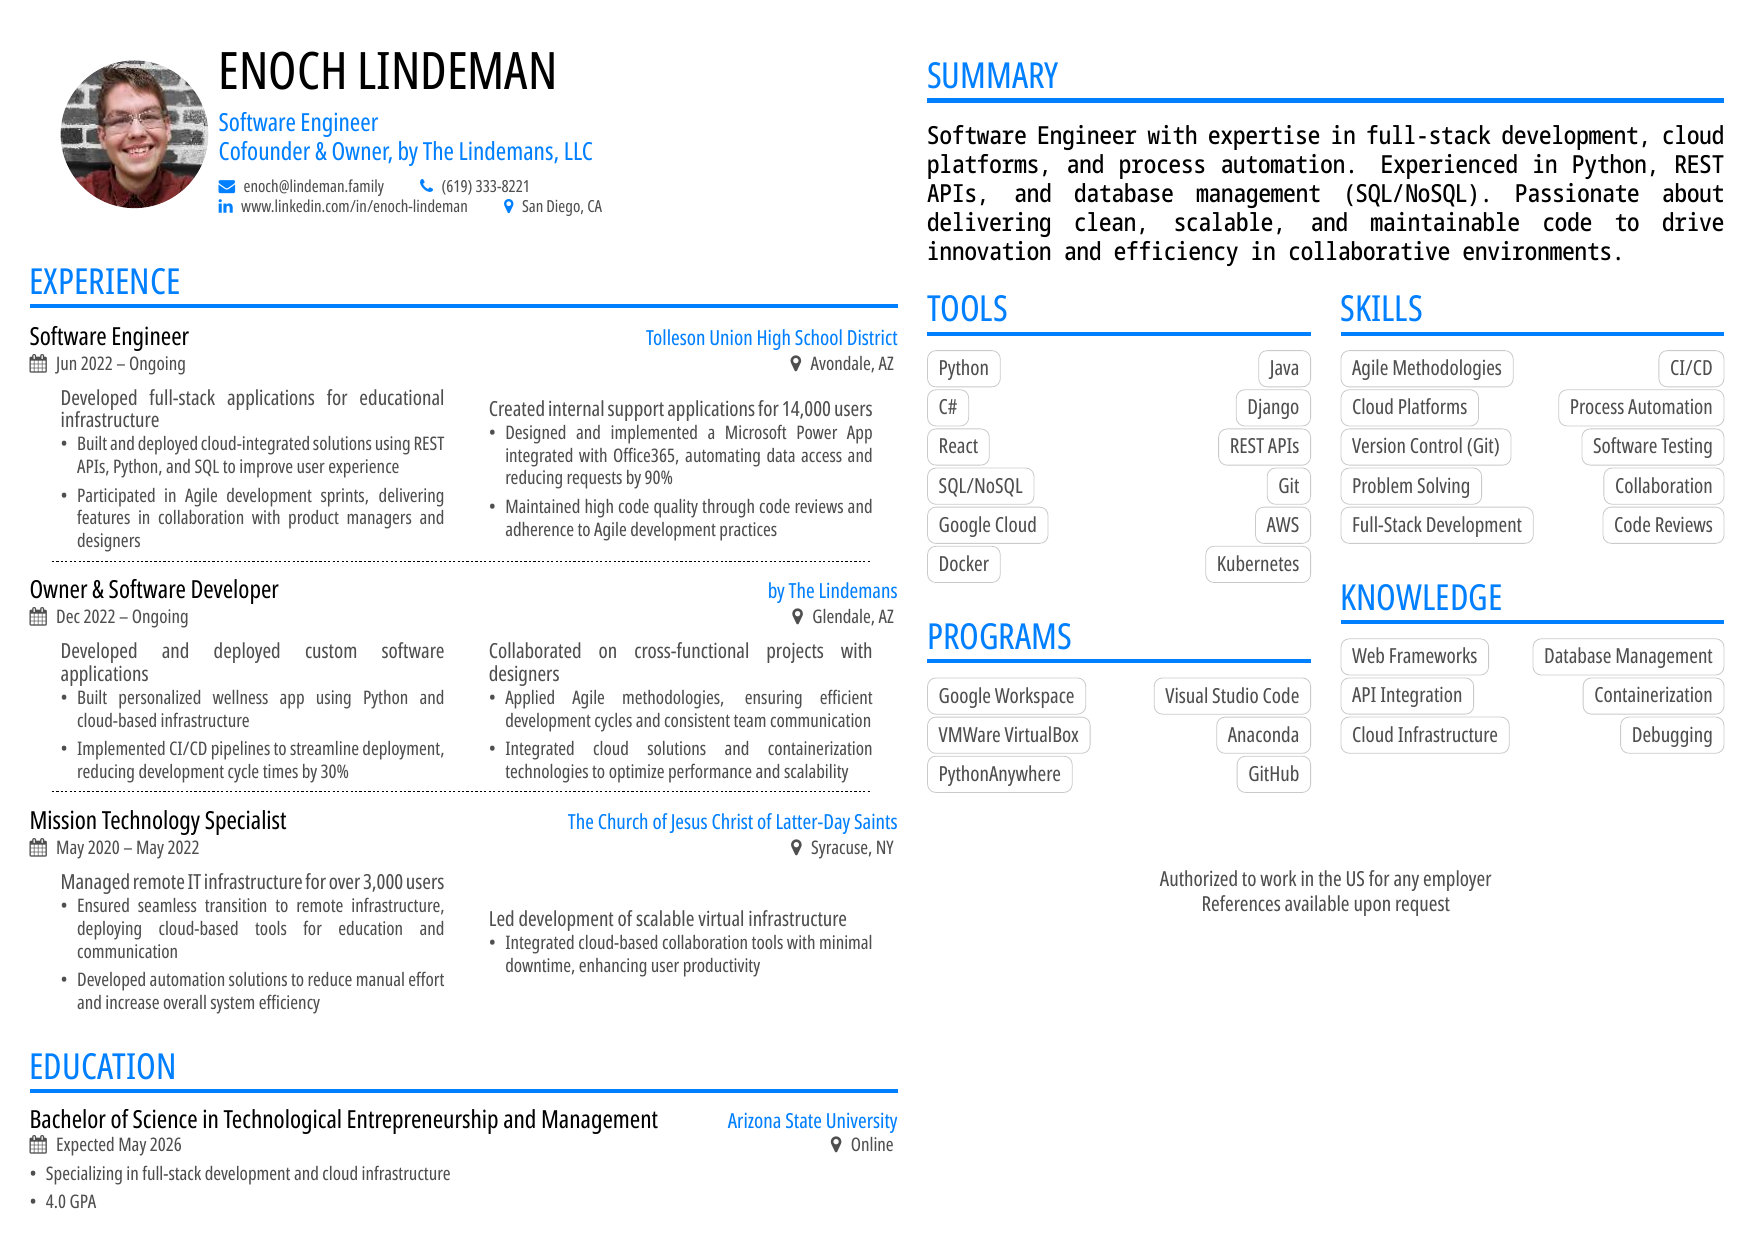 ENOCH LINDEMAN
Software Engineer
Cofounder & Owner, by The Lindemans, LLC
enoch@lindeman.family (619) 333-8221
www.linkedin.com/in/enoch-lindeman San Diego, CA
EXPERIENCE
Software Engineer Tolleson Union High School District
Jun 2022 – Ongoing Avondale, AZ
Developed full-stack applications for educational
infrastructure
• Built and deployed cloud-integrated solutions using REST
APIs, Python, and SQL to improve user experience
• Participated in Agile development sprints, delivering
features in collaboration with product managers and
designers
Created internal support applications for 14,000 users
• Designed and implemented a Microsoft Power App
integrated with Office365, automating data access and
reducing requests by 90%
• Maintained high code quality through code reviews and
adherence to Agile development practices
Owner & Software Developer by The Lindemans
Dec 2022 – Ongoing Glendale, AZ
Developed and deployed custom software
applications
• Built personalized wellness app using Python and
cloud-based infrastructure
• Implemented CI/CD pipelines to streamline deployment,
reducing development cycle times by 30%
Collaborated on cross-functional projects with
designers
• Applied Agile methodologies, ensuring efficient
development cycles and consistent team communication
• Integrated cloud solutions and containerization
technologies to optimize performance and scalability
Mission Technology Specialist The Church of Jesus Christ of Latter-Day Saints
May 2020 – May 2022 Syracuse, NY
Managed remote IT infrastructure for over 3,000 users
• Ensured seamless transition to remote infrastructure,
deploying cloud-based tools for education and
communication
• Developed automation solutions to reduce manual effort
and increase overall system efficiency
Led development of scalable virtual infrastructure
• Integrated cloud-based collaboration tools with minimal
downtime, enhancing user productivity
EDUCATION
Bachelor of Science in Technological Entrepreneurship and Management Arizona State University
Expected May 2026 Online
• Specializing in full-stack development and cloud infrastructure
• 4.0 GPA
SUMMARY
Software Engineer with expertise in full-stack development, cloud
platforms, and process automation. Experienced in Python, REST
APIs, and database management (SQL/NoSQL). Passionate about
delivering clean, scalable, and maintainable code to drive
innovation and efficiency in collaborative environments.
TOOLS
Python Java
C# Django
React REST APIs
SQL/NoSQL Git
Google Cloud AWS
Docker Kubernetes
PROGRAMS
Google Workspace Visual Studio Code
VMWare VirtualBox Anaconda
PythonAnywhere GitHub
SKILLS
Agile Methodologies CI/CD
Cloud Platforms Process Automation
Version Control (Git) Software Testing
Problem Solving Collaboration
Full-Stack Development Code Reviews
KNOWLEDGE
Web Frameworks Database Management
API Integration Containerization
Cloud Infrastructure Debugging
Authorized to work in the US for any employer
References available upon request